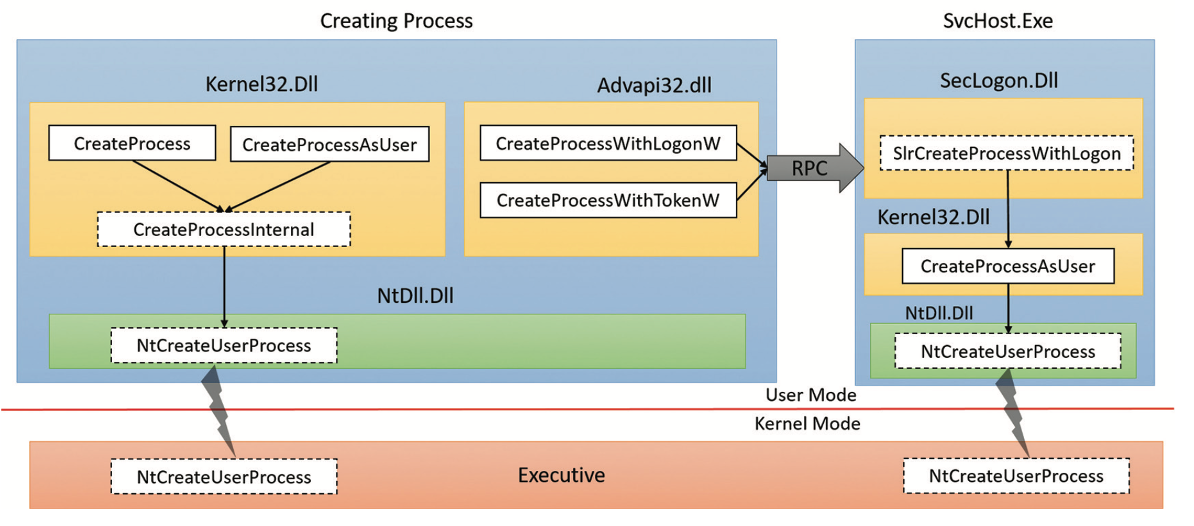 Creating Process
SvcHost.Exe
Kernel32.Dll
Advapi32.dll
SecLogon.Dll
CreateProcess
CreateProcessAsUser
CreateProcessWithLogonW
SlrCreateProcessWithLogon
RPC
CreateProcessWithTokenW
CreateProcessInternal
Kernel32.Dll
CreateProcessAsUser
NtDll.Dll
NtDll.Dll
NtCreateUserProcess
NtCreateUserProcess
User Mode
Kernel Mode
NtCreateUserProcess
Executive
NtCreateUserProcess